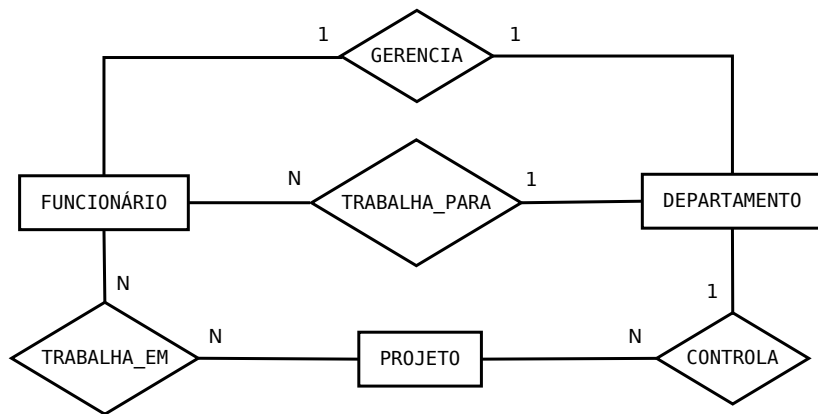 1
GERENCIA
1
FUNCIONÁRIO
N
TRABALHA_PARA
1
DEPARTAMENTO
N
1
TRABALHA_EM
N
PROJETO
N
CONTROLA